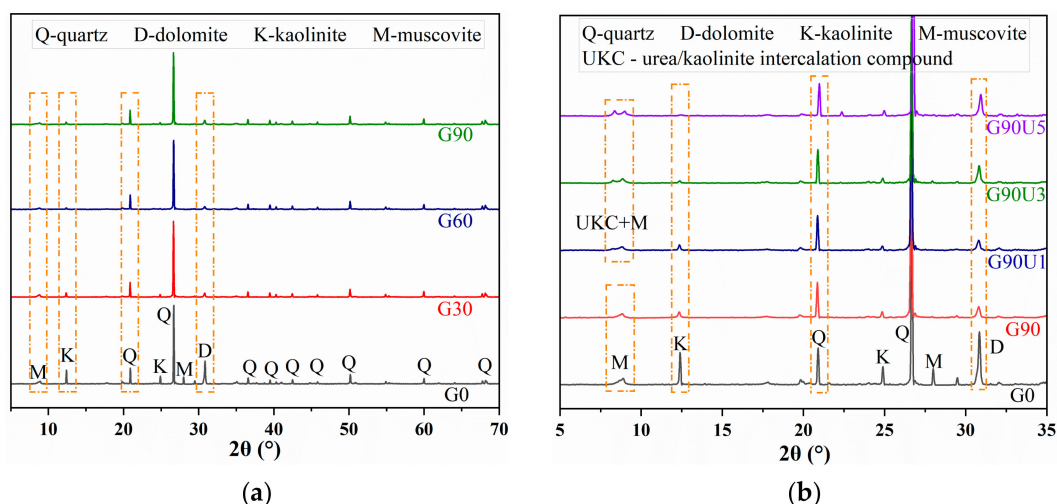 Q-quartz D-dolomite K-kaolinite M-muscovite
G90
G60
G30
Q
M K Q K M D Q Q Q Q Q Q Q
G0
10 20 30 40 50 60 70
2θ (°)
(a)
Q-quartz D-dolomite K-kaolinite M-muscovite
UKC - urea/kaolinite intercalation compound
G90U5
G90U3
UKC+M
G90U1
G90
M K Q K Q M D
G0
5 10 15 20 25 30 35
2θ (°)
(b)